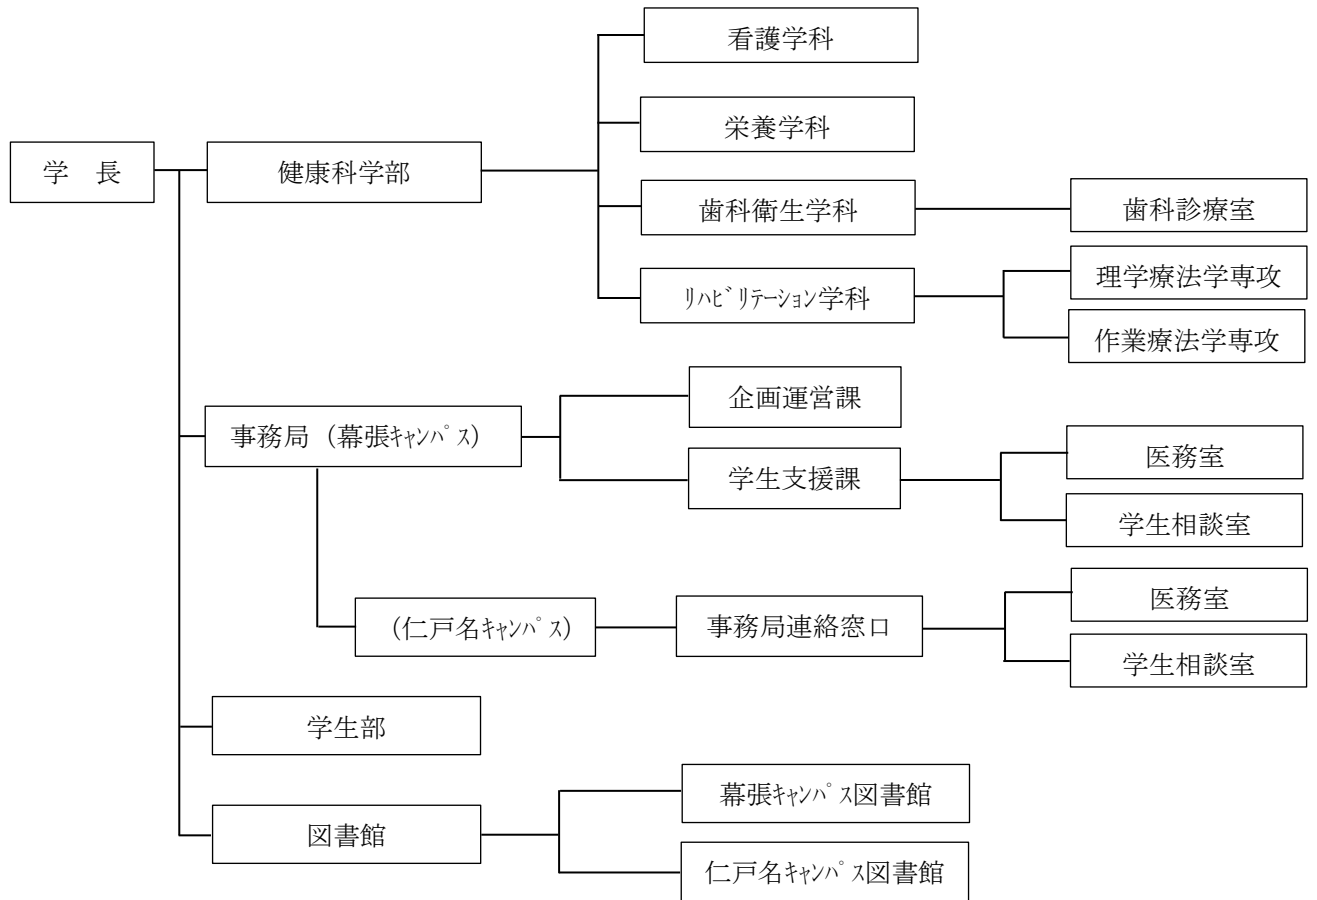 学　長
健康科学部
看護学科
栄養学科
歯科衛生学科
歯科診療室
ﾘﾊﾋﾞﾘﾃｰｼｮﾝ学科
理学療法学専攻
作業療法学専攻
事務局（幕張ｷｬﾝﾊﾟｽ）
企画運営課
学生支援課
医務室
学生相談室
（仁戸名ｷｬﾝﾊﾟｽ）
事務局連絡窓口
医務室
学生相談室
学生部
図書館
幕張ｷｬﾝﾊﾟｽ図書館
仁戸名ｷｬﾝﾊﾟｽ図書館